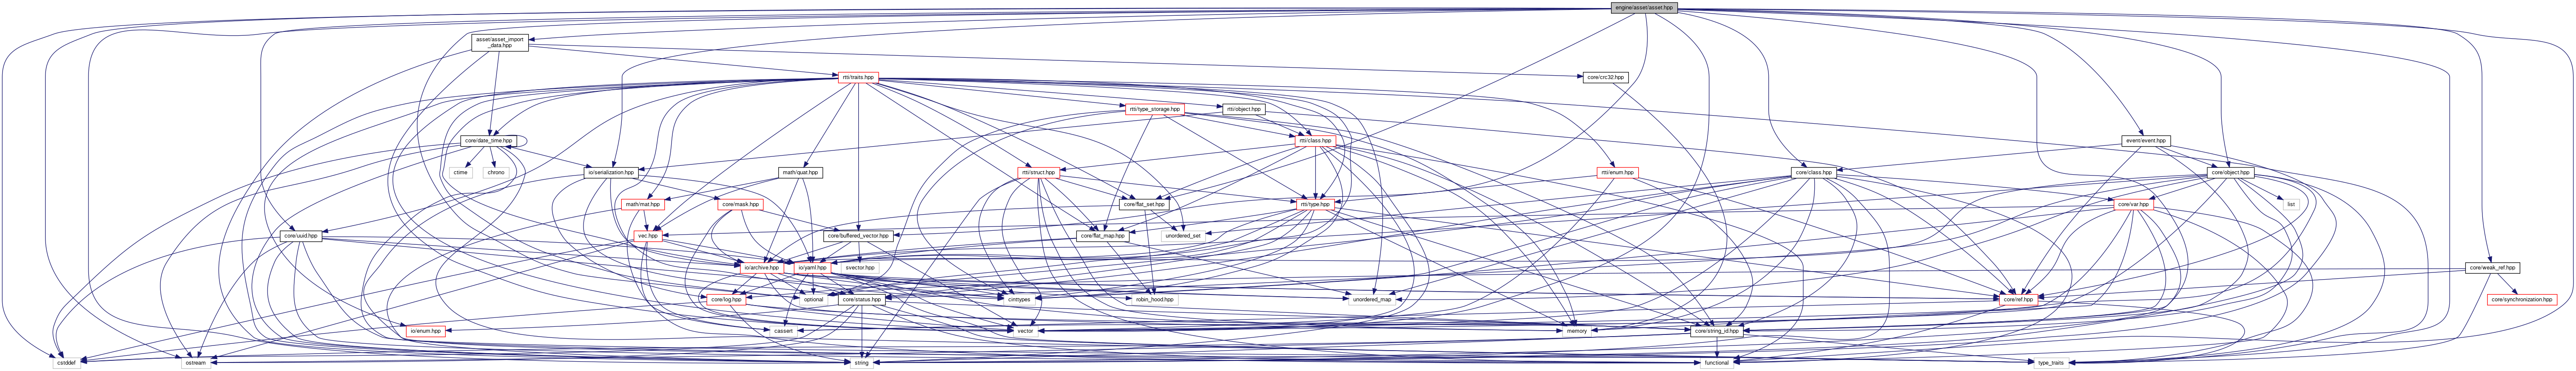 engine/asset/asset.hpp
asset/asset_import
_data.hpp
rtti/traits.hpp
core/crc32.hpp
rtti/type_storage.hpp
rtti/object.hpp
core/date_time.hpp
rtti/class.hpp
event/event.hpp
ctime
chrono
io/serialization.hpp
math/quat.hpp
rtti/struct.hpp
rtti/enum.hpp
core/class.hpp
core/object.hpp
math/mat.hpp
core/mask.hpp
core/flat_set.hpp
rtti/type.hpp
core/var.hpp
list
core/uuid.hpp
vec.hpp
core/buffered_vector.hpp
core/flat_map.hpp
unordered_set
io/archive.hpp
io/yaml.hpp
svector.hpp
core/weak_ref.hpp
core/log.hpp
optional
core/status.hpp
cinttypes
robin_hood.hpp
unordered_map
core/ref.hpp
core/synchronization.hpp
io/enum.hpp
cassert
vector
memory
core/string_id.hpp
cstddef
ostream
string
functional
type_traits